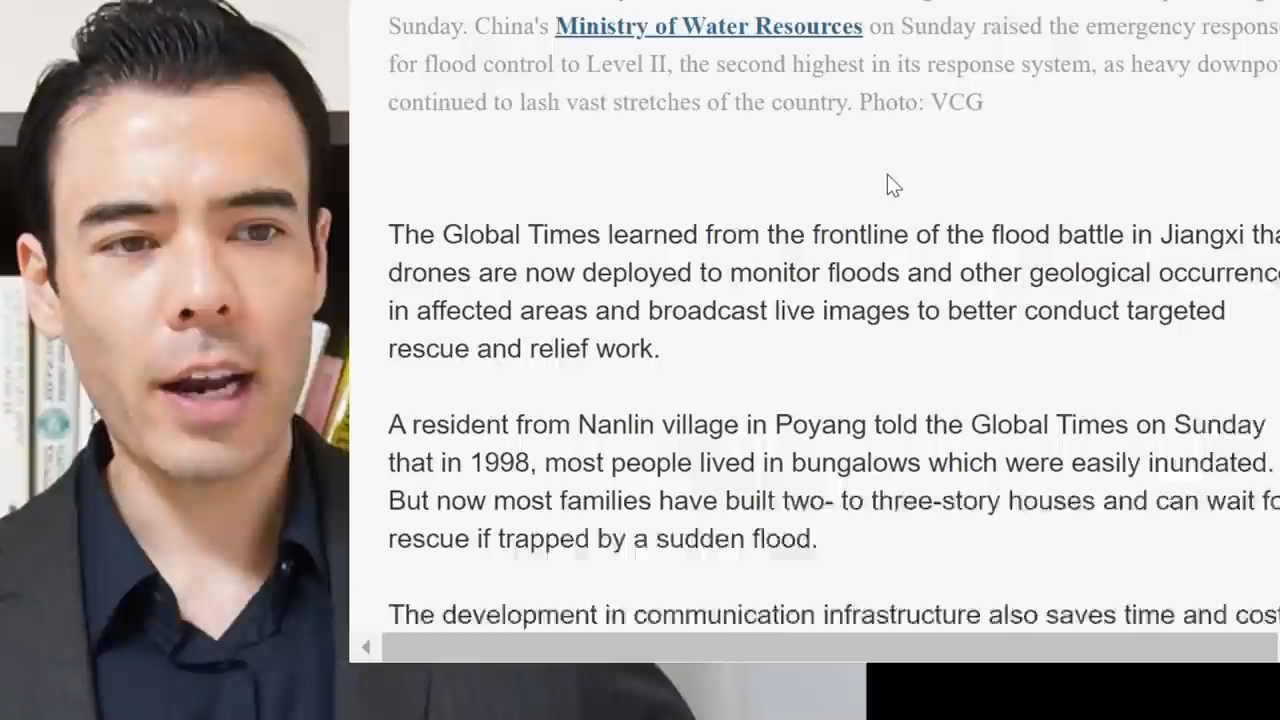 Sunday. China's Ministry of Water Resources on Sunday raised the emergency
for flood control to Level II, the second highest in its response system, as heavy
continued to lash vast stretches of the country. Photo: VCG
The Global Times learned from the frontline of the flood battle in Jiangxi
drones are now deployed to monitor floods and other geological
in affected areas and broadcast live images to better conduct targeted
rescue and relief work.
A resident from Nanlin village in Poyang told the Global Times on Sunday
that in 1998, most people lived in bungalows which were easily inundated.
But now most families have built two- to three-story houses and can wait
rescue if trapped by a sudden flood.
The development in communication infrastructure also saves time and